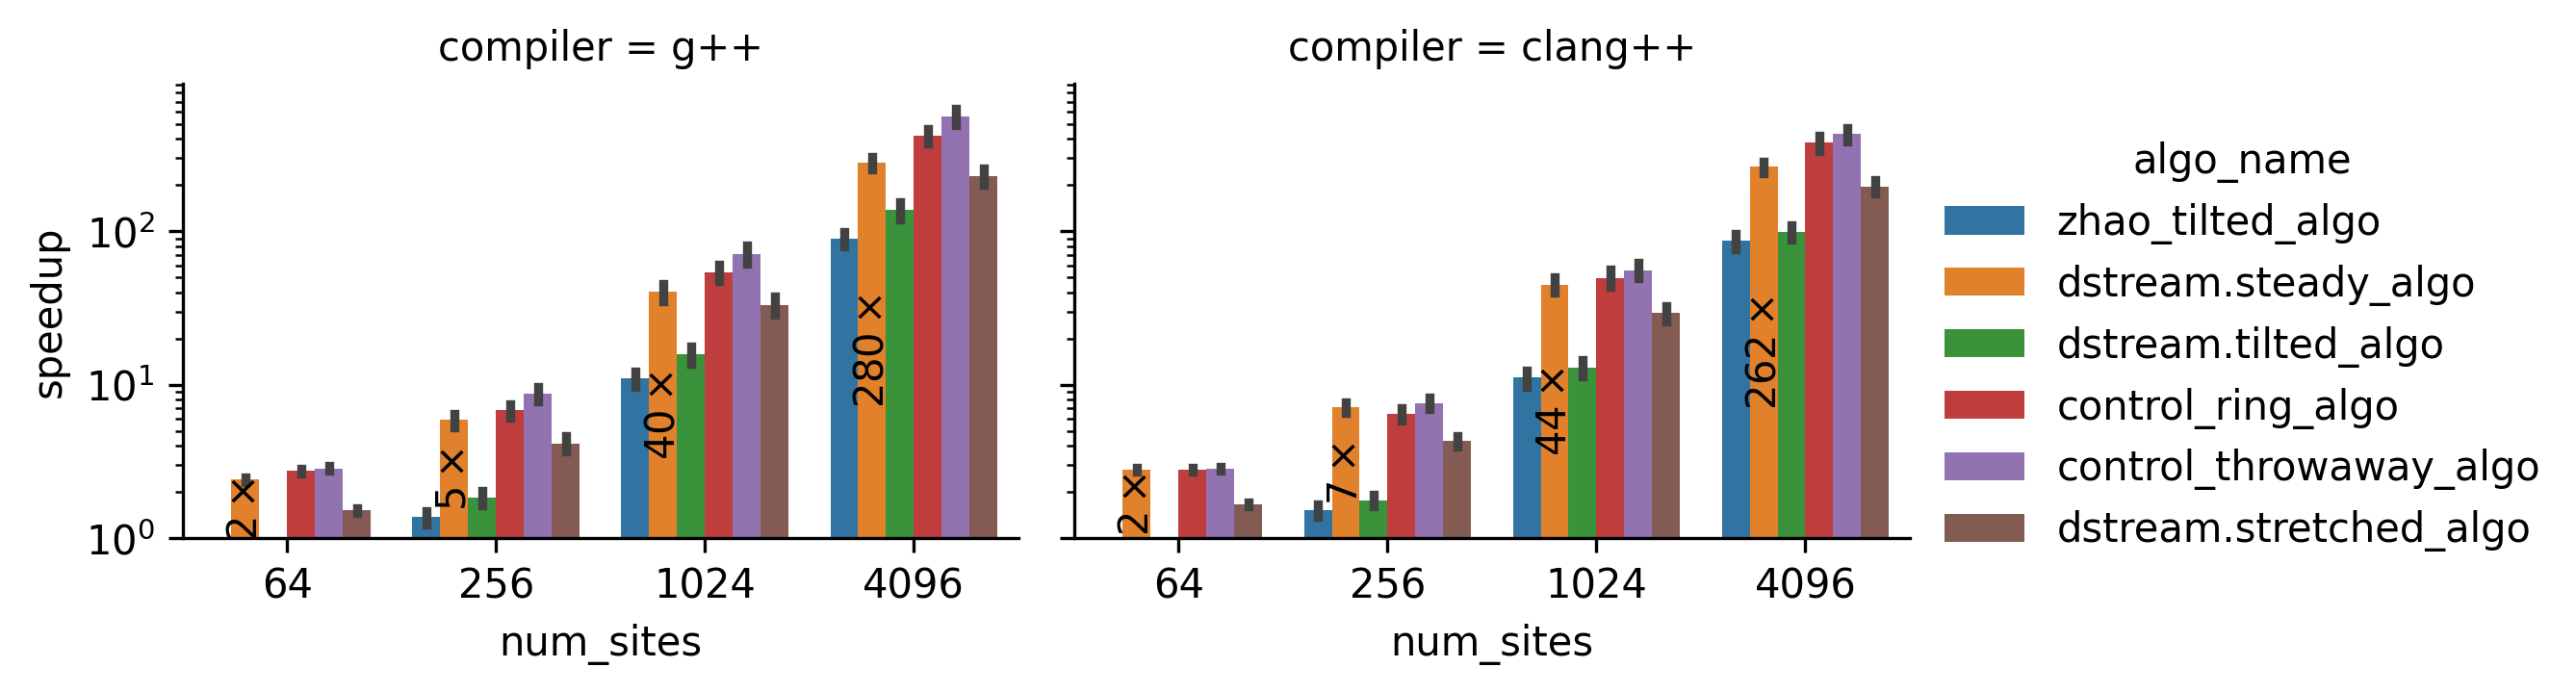 compiler = g++
compiler = clang++
speedup
10²
10¹
10⁰
2 ×
5 ×
40 ×
280 ×
2 ×
7 ×
44 ×
262 ×
64 256 1024 4096
64 256 1024 4096
num_sites
num_sites
algo_name
zhao_tilted_algo
dstream.steady_algo
dstream.tilted_algo
control_ring_algo
control_throwaway_algo
dstream.stretched_algo